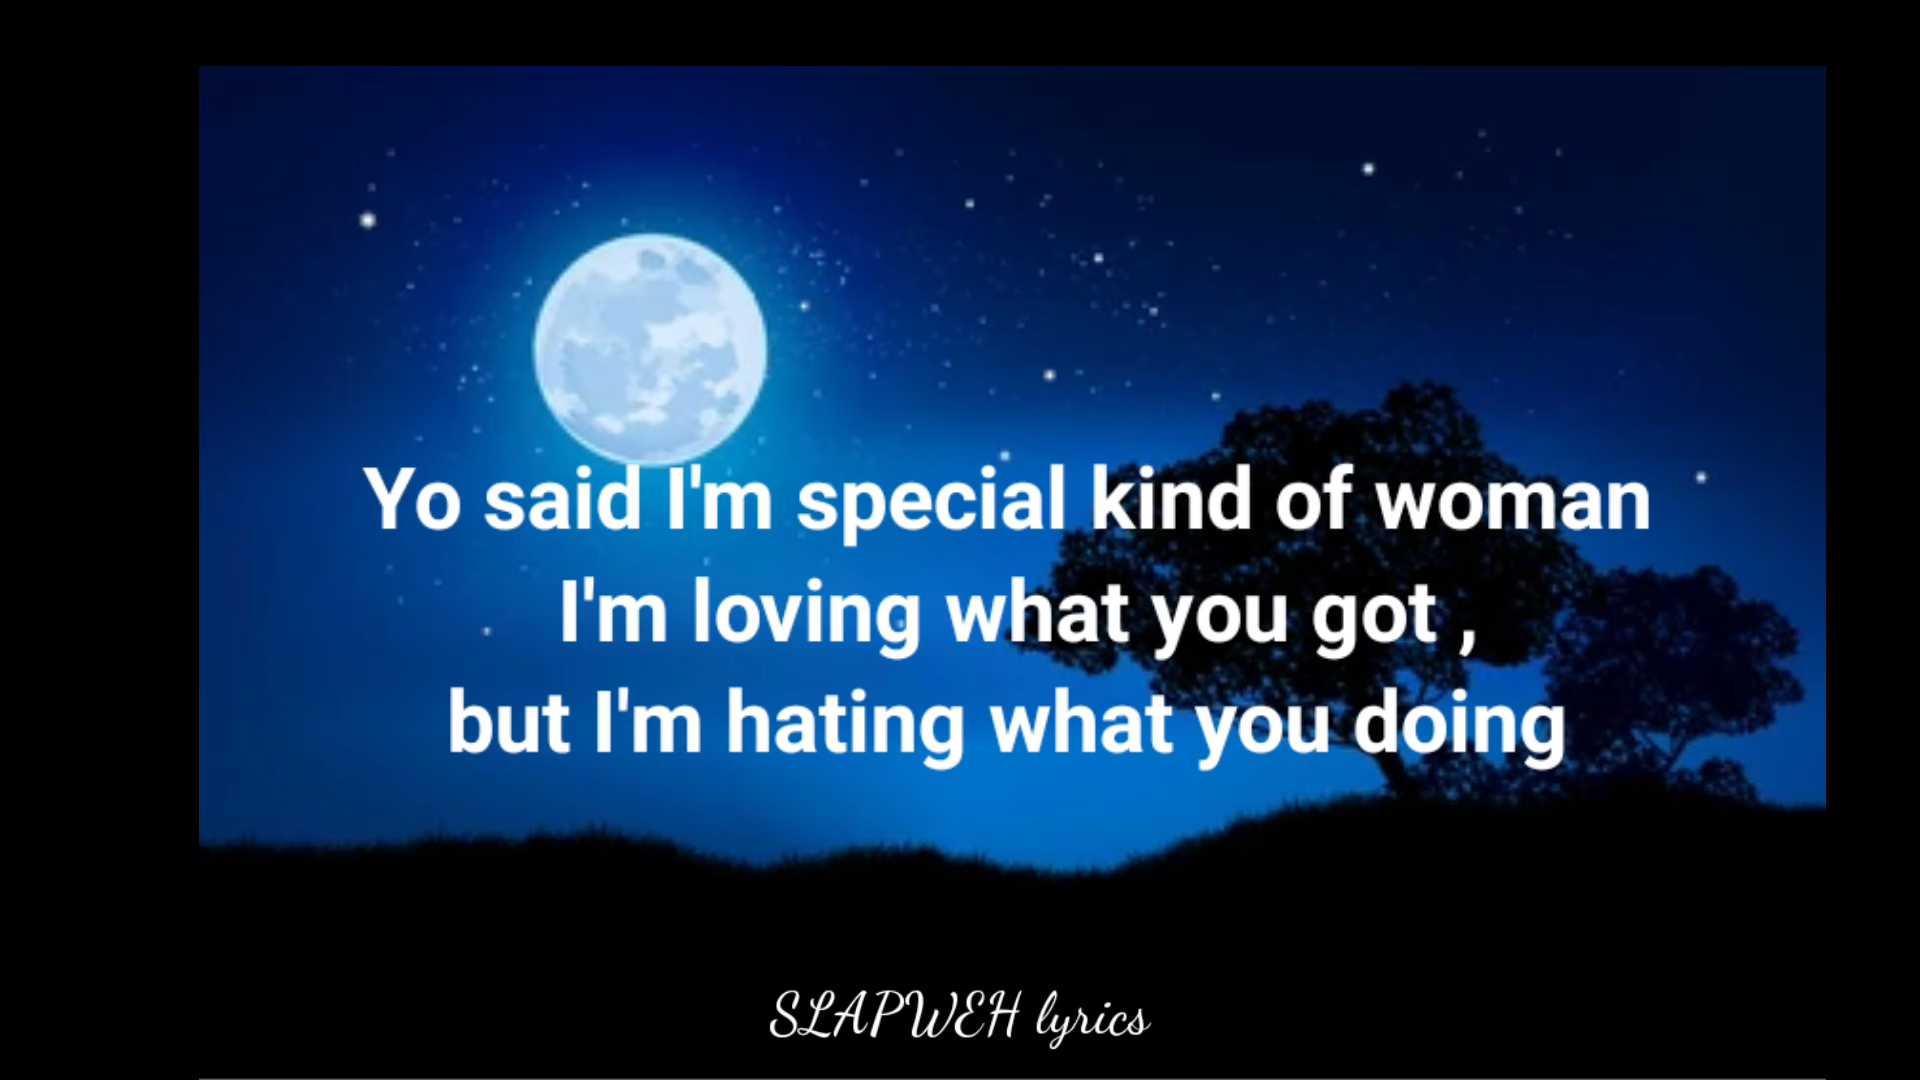 Yo said I'm special kind of woman
I'm loving what you got ,
but I'm hating what you doing
SLAPWEH lyrics